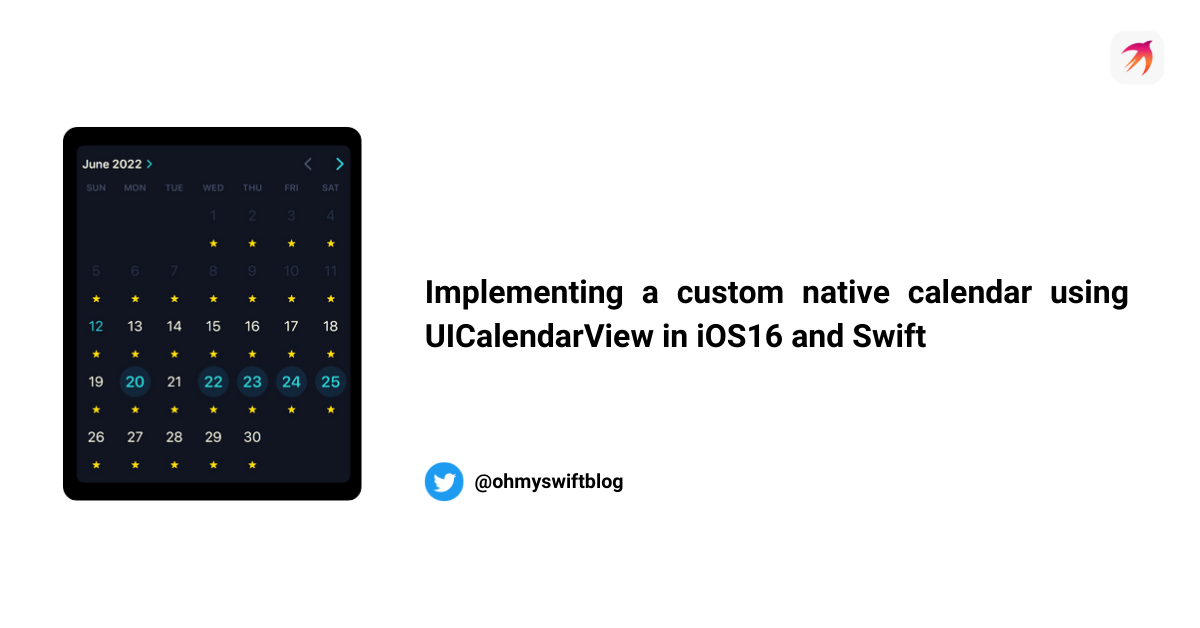 June 2022
SUN MON TUE WED THU FRI SAT
1 2 3 4
5 6 7 8 9 10 11
12 13 14 15 16 17 18
19 20 21 22 23 24 25
26 27 28 29 30
Implementing a custom native calendar using
UICalendarView in iOS16 and Swift
@ohmyswiftblog